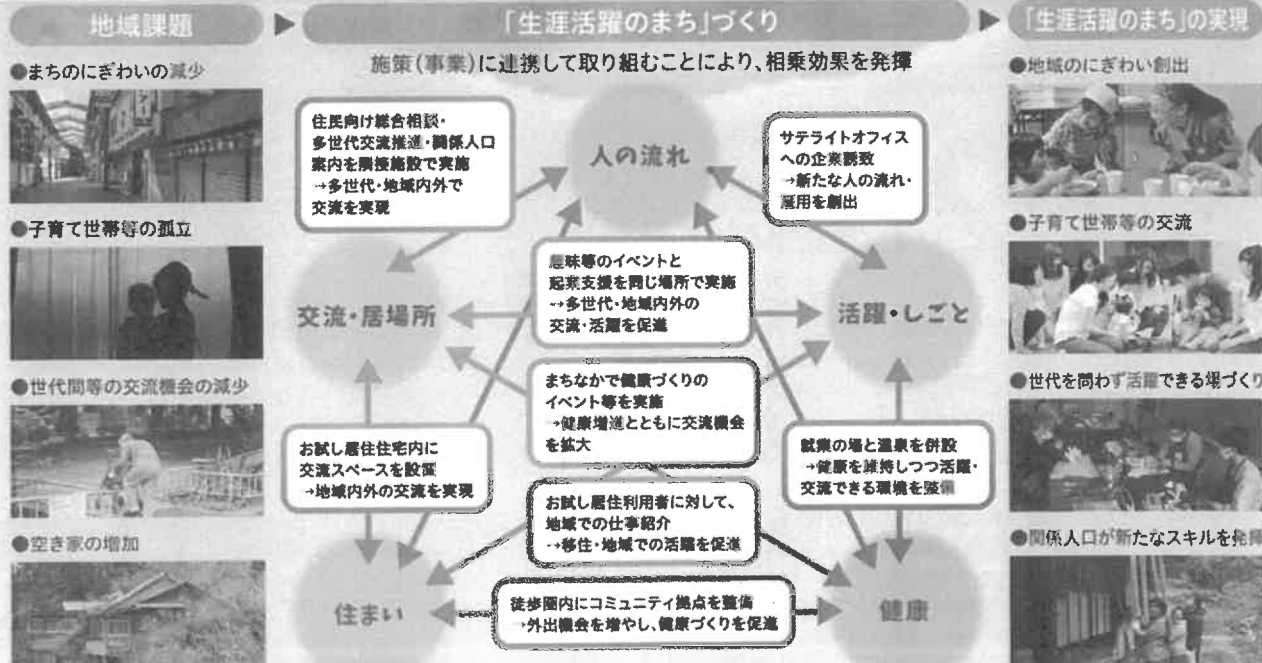 地域課題
「生涯活躍のまち」づくり
「生涯活躍のまち」の実現
施策(事業)に連携して取り組むことにより、相乗効果を発揮
●まちのにぎわいの減少
●子育て世帯等の孤立
●世代間等の交流機会の減少
●空き家の増加
住民向け総合相談・
多世代交流推進・関係人口
案内を隣接施設で実施
→多世代・地域内外で
交流を実現
人の流れ
サテライトオフィス
への企業誘致
→新たな人の流れ・
雇用を創出
交流・居場所
趣味等のイベントと
起業支援を同じ場所で実施
→多世代・地域内外の
交流・活躍を促進
活躍・しごと
まちなかで健康づくりの
イベント等を実施
→健康増進とともに交流機会
を拡大
お試し居住住宅内に
交流スペースを設置
→地域内外の交流を実現
就業の場と温泉を併設
→健康を維持しつつ活躍・
交流できる環境を整備
お試し居住利用者に対して、
地域での仕事紹介
→移住・地域での活躍を促進
住まい
徒歩圏内にコミュニティ拠点を整備
→外出機会を増やし、健康づくりを促進
健康
●地域のにぎわい創出
●子育て世帯等の交流
●世代を問わず活躍できる場づくり
●関係人口が新たなスキルを発揮